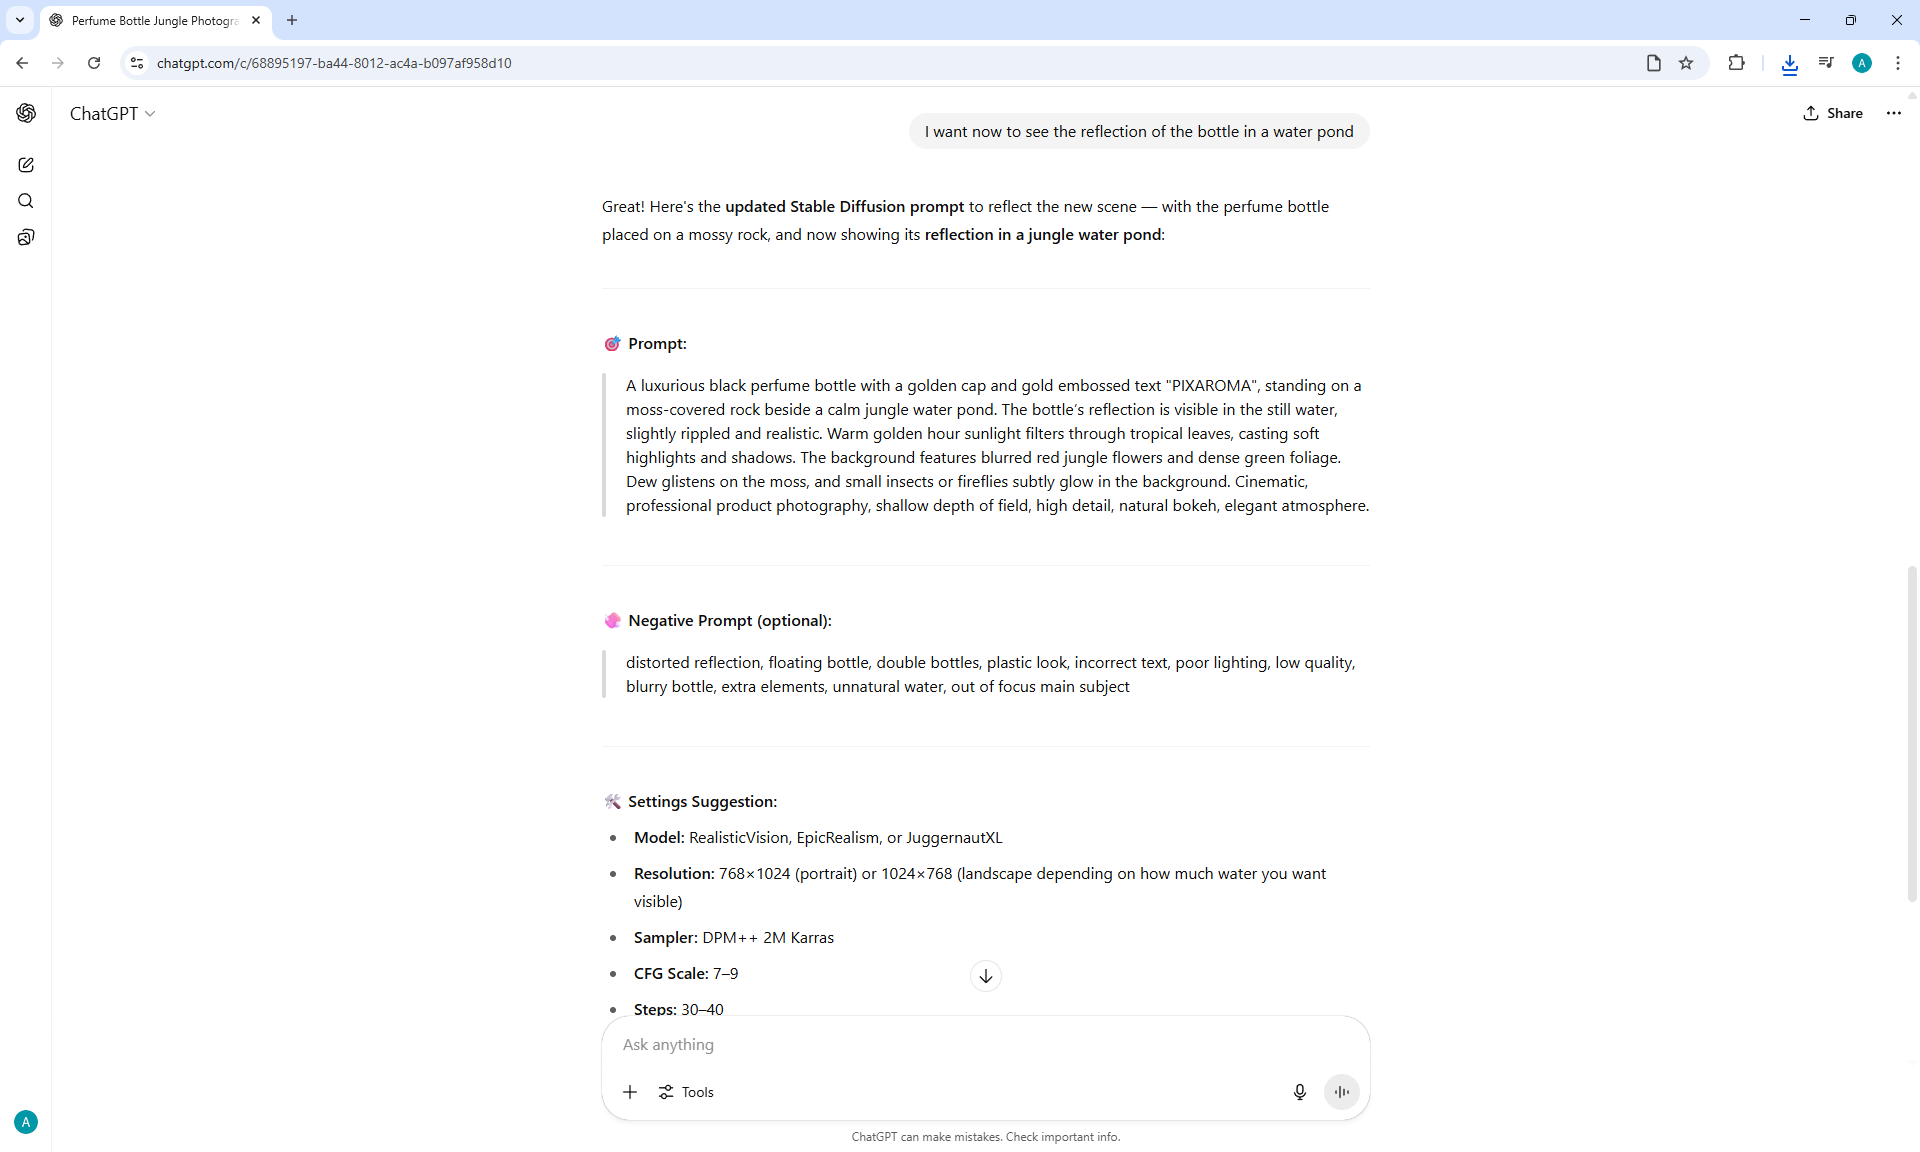 Perfume Bottle Jungle Photogra
chatgpt.com/c/68895197-ba44-8012-ac4a-b097af958d10
A
ChatGPT
Share
I want now to see the reflection of the bottle in a water pond
Great! Here's the updated Stable Diffusion prompt to reflect the new scene — with the perfume bottle
placed on a mossy rock, and now showing its reflection in a jungle water pond:
Prompt:
A luxurious black perfume bottle with a golden cap and gold embossed text "PIXAROMA", standing on a
moss-covered rock beside a calm jungle water pond. The bottle's reflection is visible in the still water,
slightly rippled and realistic. Warm golden hour sunlight filters through tropical leaves, casting soft
highlights and shadows. The background features blurred red jungle flowers and dense green foliage.
Dew glistens on the moss, and small insects or fireflies subtly glow in the background. Cinematic,
professional product photography, shallow depth of field, high detail, natural bokeh, elegant atmosphere.
Negative Prompt (optional):
distorted reflection, floating bottle, double bottles, plastic look, incorrect text, poor lighting, low quality,
blurry bottle, extra elements, unnatural water, out of focus main subject
Settings Suggestion:
• Model: RealisticVision, EpicRealism, or JuggernautXL
• Resolution: 768×1024 (portrait) or 1024×768 (landscape depending on how much water you want
visible)
• Sampler: DPM++ 2M Karras
• CFG Scale: 7–9
• Steps: 30–40
Ask anything
Tools
A
ChatGPT can make mistakes. Check important info.